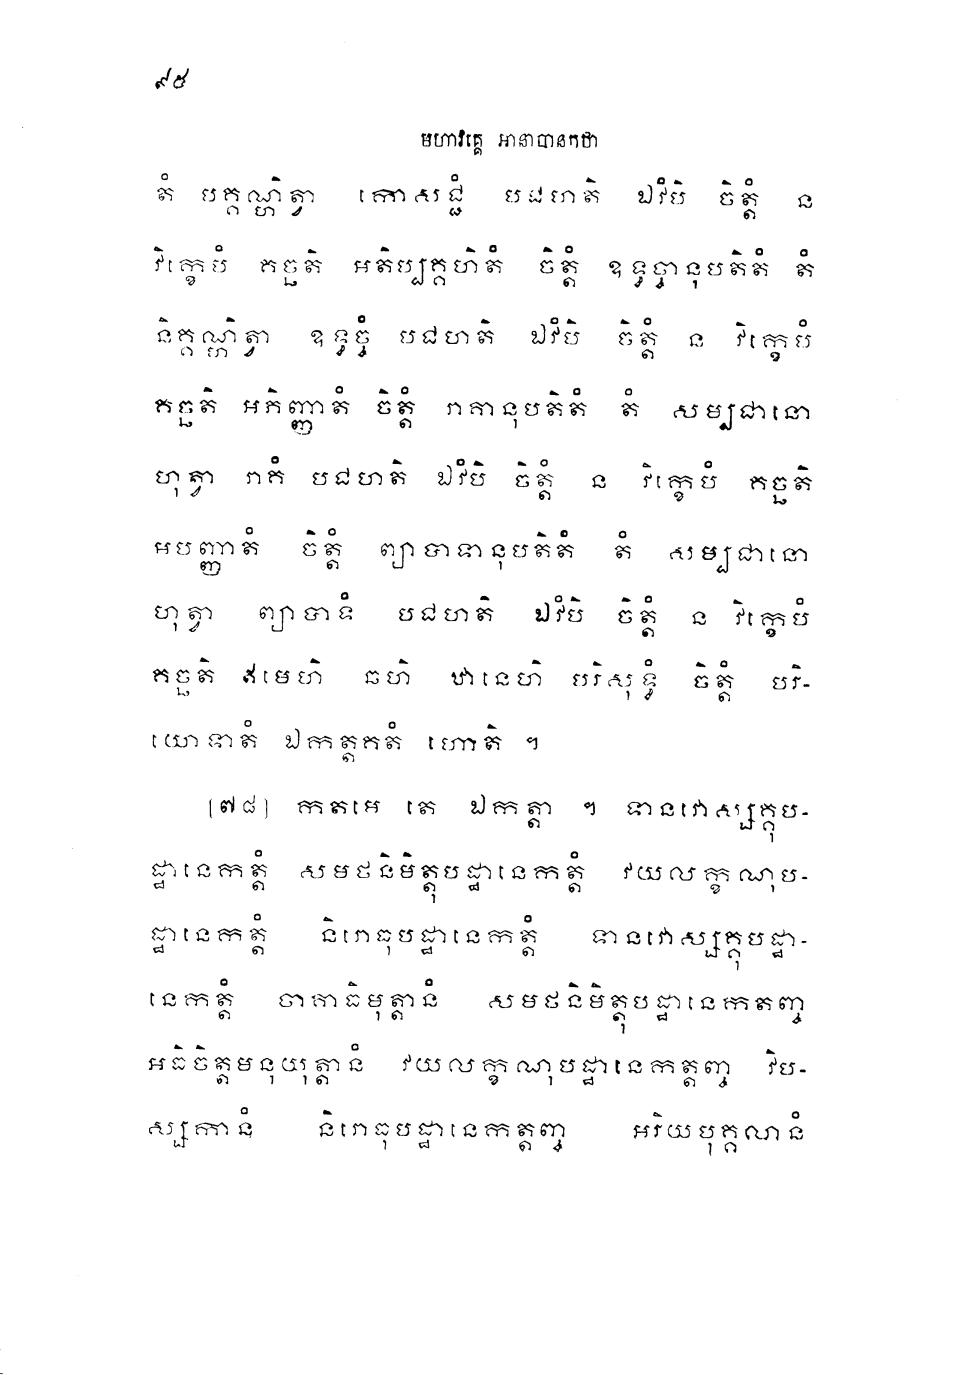 ៩៥
មហាវគ្គេ អានាបានកថា
តំ បគ្គណ្ហិត្វា កោសជ្ជំ បជហាតិ ឯវំបិ ចិត្តំ ន
វិក្ខេបំ គច្ឆតិ អតិប្បគ្គហិតំ ចិត្តំ ឧទ្ធច្ចានុបតិតំ តំ
និគ្គណ្ហិត្វា ឧទ្ធច្ចំ បជហតិ ឯវំបិ ចិត្តំ ន វិក្ខេបំ
គច្ឆតិ អភិញ្ញាតំ ចិត្តំ រាគានុបតិតំ តំ សម្បជានោ
ហុត្វា រាគំ បជហតិ ឯវំបិ ចិត្តំ ន វិក្ខេបំ គច្ឆតិ
អបញ្ញាតំ ចិត្តំ ព្យាបាទានុបតិតំ តំ សម្បជានោ
ហុត្វា ព្យាបាទំ បជហតិ ឯវំបិ ចិត្តំ ន វិក្ខេបំ
គច្ឆតិ ឥមេហិ ឆហិ ឋានេហិ បរិសុទ្ធំ ចិត្តំ បរិ-
យោទាតំ ឯកត្តគតំ ហោតិ ។
[៧៨] កតមេ តេ ឯកត្តា ។ ទានវោស្សគ្គុប-
ដ្ឋានេកត្តំ សមថនិមិត្តុបដ្ឋានេកត្តំ វយលក្ខណុប-
ដ្ឋានេកត្តំ និរោធុបដ្ឋានេកត្តំ ទានវោស្សគ្គុបដ្ឋា-
នេកត្តំ ចាគាធិមុត្តានំ សមថនិមិត្តុបដ្ឋានេកតញ្ច
អធិចិត្តមនុយុត្តានំ វយលក្ខណុបដ្ឋានេកត្តញ្ច វិប-
ស្សកានំ និរោធុបដ្ឋានេកត្តញ្ច អរិយបុគ្គលានំ